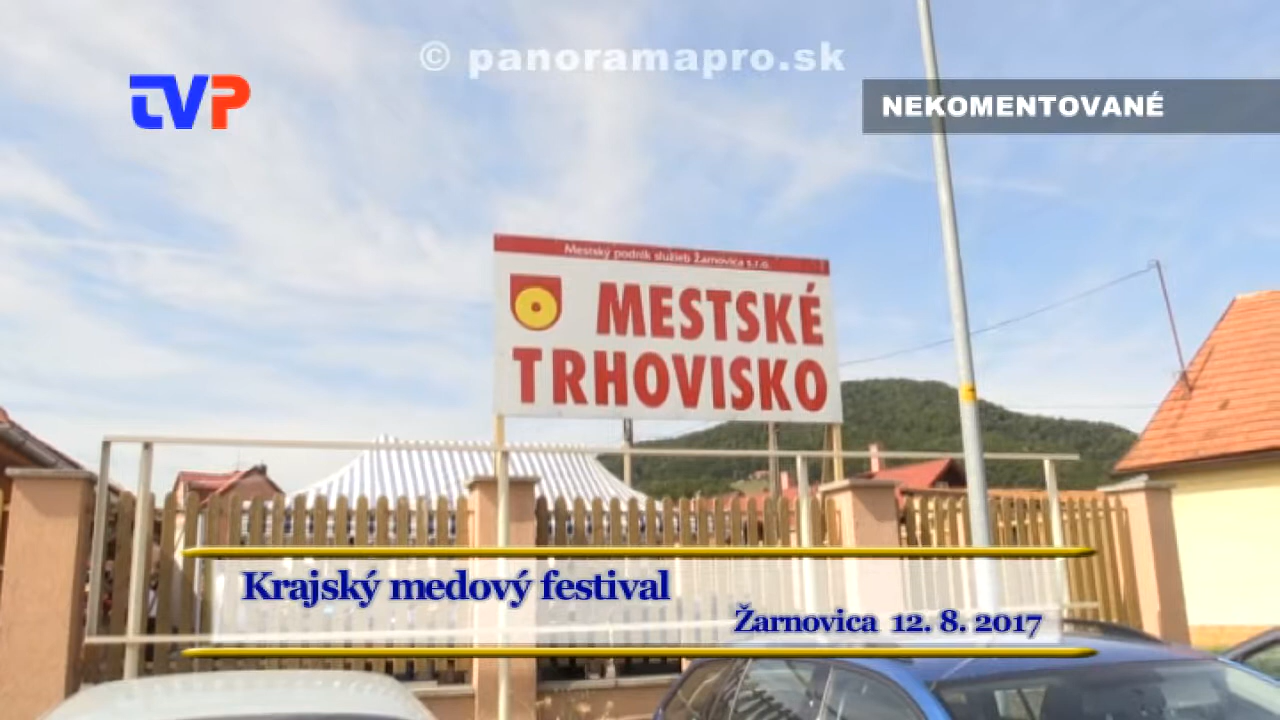 © panoramapro.sk
TVP
NEKOMENTOVANÉ
Mestský podnik služieb Žarnovica s.r.o.
MESTSKÉ
TRHOVISKO
Krajský medový festival
Žarnovica 12. 8. 2017